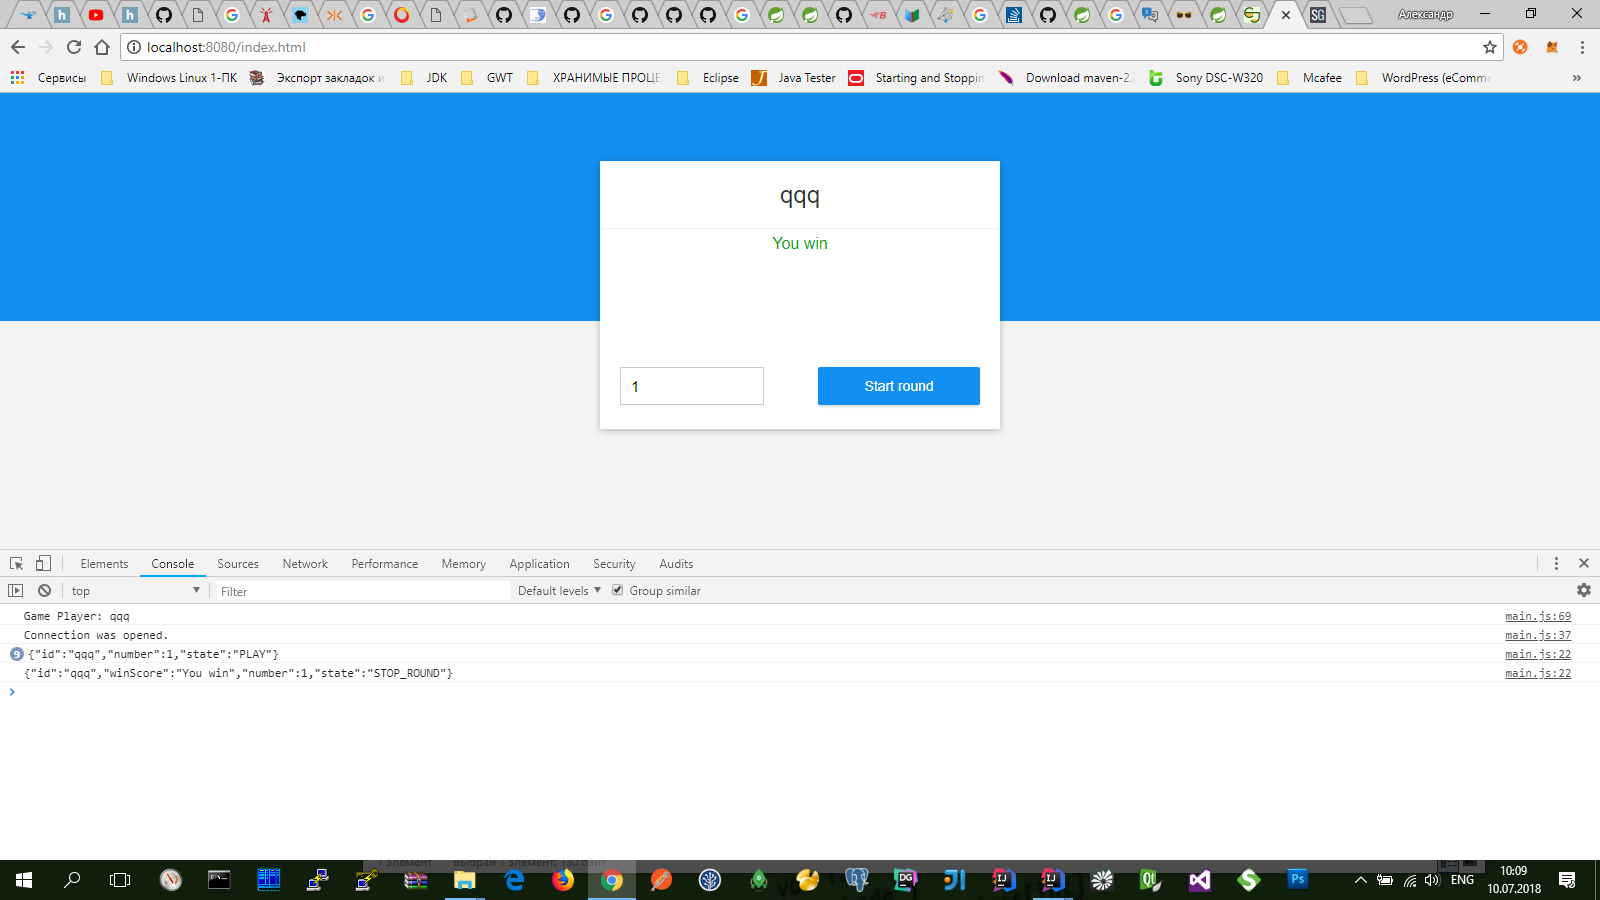 Александр
localhost:8080/index.html
Сервисы Windows Linux 1-ПК Экспорт закладок и JDK GWT ХРАНИМЫЕ ПРОЦЕ Eclipse Java Tester Starting and Stoppin Download maven-2. Sony DSC-W320 Mcafee WordPress (eComme »
qqq
You win
1 Start round
Elements Console Sources Network Performance Memory Application Security Audits
top Filter Default levels Group similar
Game Player: qqq main.js:69
Connection was opened. main.js:37
9 {"id":"qqq","number":1,"state":"PLAY"} main.js:22
{"id":"qqq","winScore":"You win","number":1,"state":"STOP_ROUND"} main.js:22
>
ENG 10:09
10.07.2018